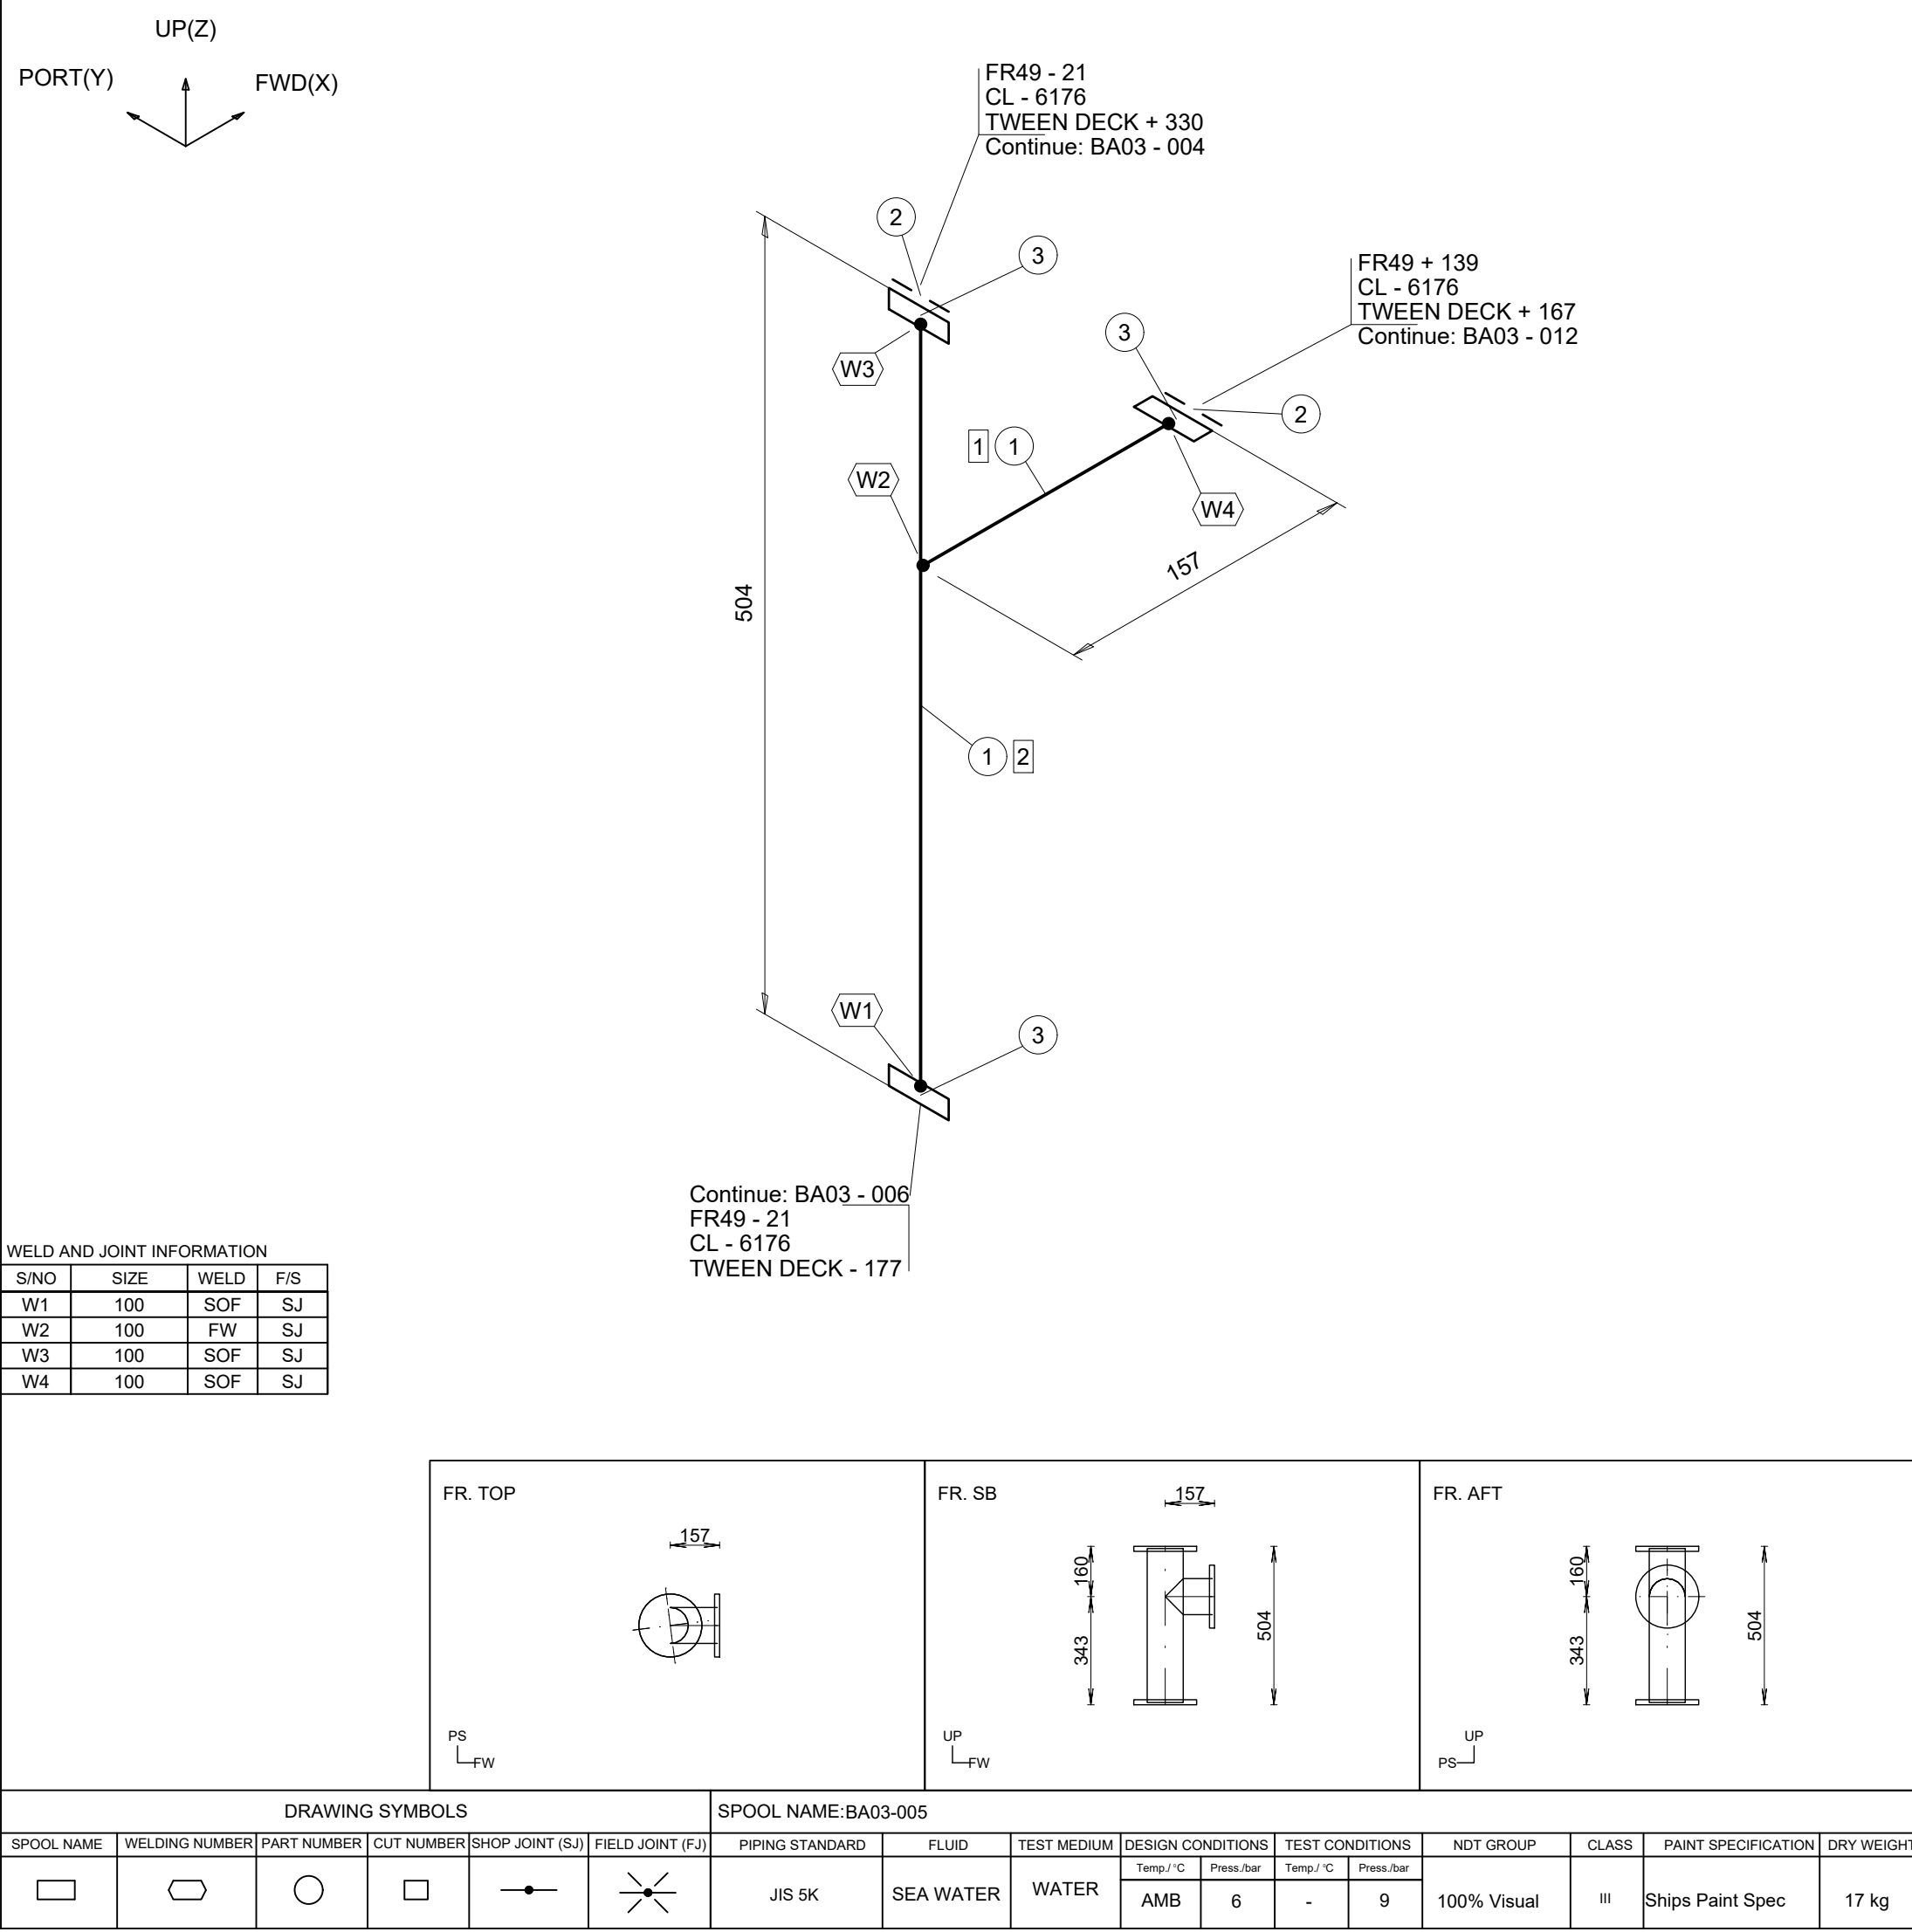 UP(Z)
PORT(Y)
FWD(X)
FR49 - 21
CL - 6176
TWEEN DECK + 330
Continue: BA03 - 004
2
3
FR49 + 139
CL - 6176
TWEEN DECK + 167
Continue: BA03 - 012
3
W3
2
1 1
W2
W4
157
504
1 2
W1
3
Continue: BA03 - 006
FR49 - 21
CL - 6176
TWEEN DECK - 177
WELD AND JOINT INFORMATION
S/NO SIZE WELD F/S
W1 100 SOF SJ
W2 100 FW SJ
W3 100 SOF SJ
W4 100 SOF SJ
FR. TOP
157
PS
FW
FR. SB
157
160
343
504
UP
FW
FR. AFT
160
343
504
UP
PS
DRAWING SYMBOLS
SPOOL NAME:BA03-005
SPOOL NAME WELDING NUMBER PART NUMBER CUT NUMBER SHOP JOINT (SJ) FIELD JOINT (FJ) PIPING STANDARD FLUID TEST MEDIUM DESIGN CONDITIONS TEST CONDITIONS NDT GROUP CLASS PAINT SPECIFICATION DRY WEIGHT
Temp./ °C Press./bar Temp./ °C Press./bar
JIS 5K SEA WATER WATER AMB 6 - 9 100% Visual III Ships Paint Spec 17 kg